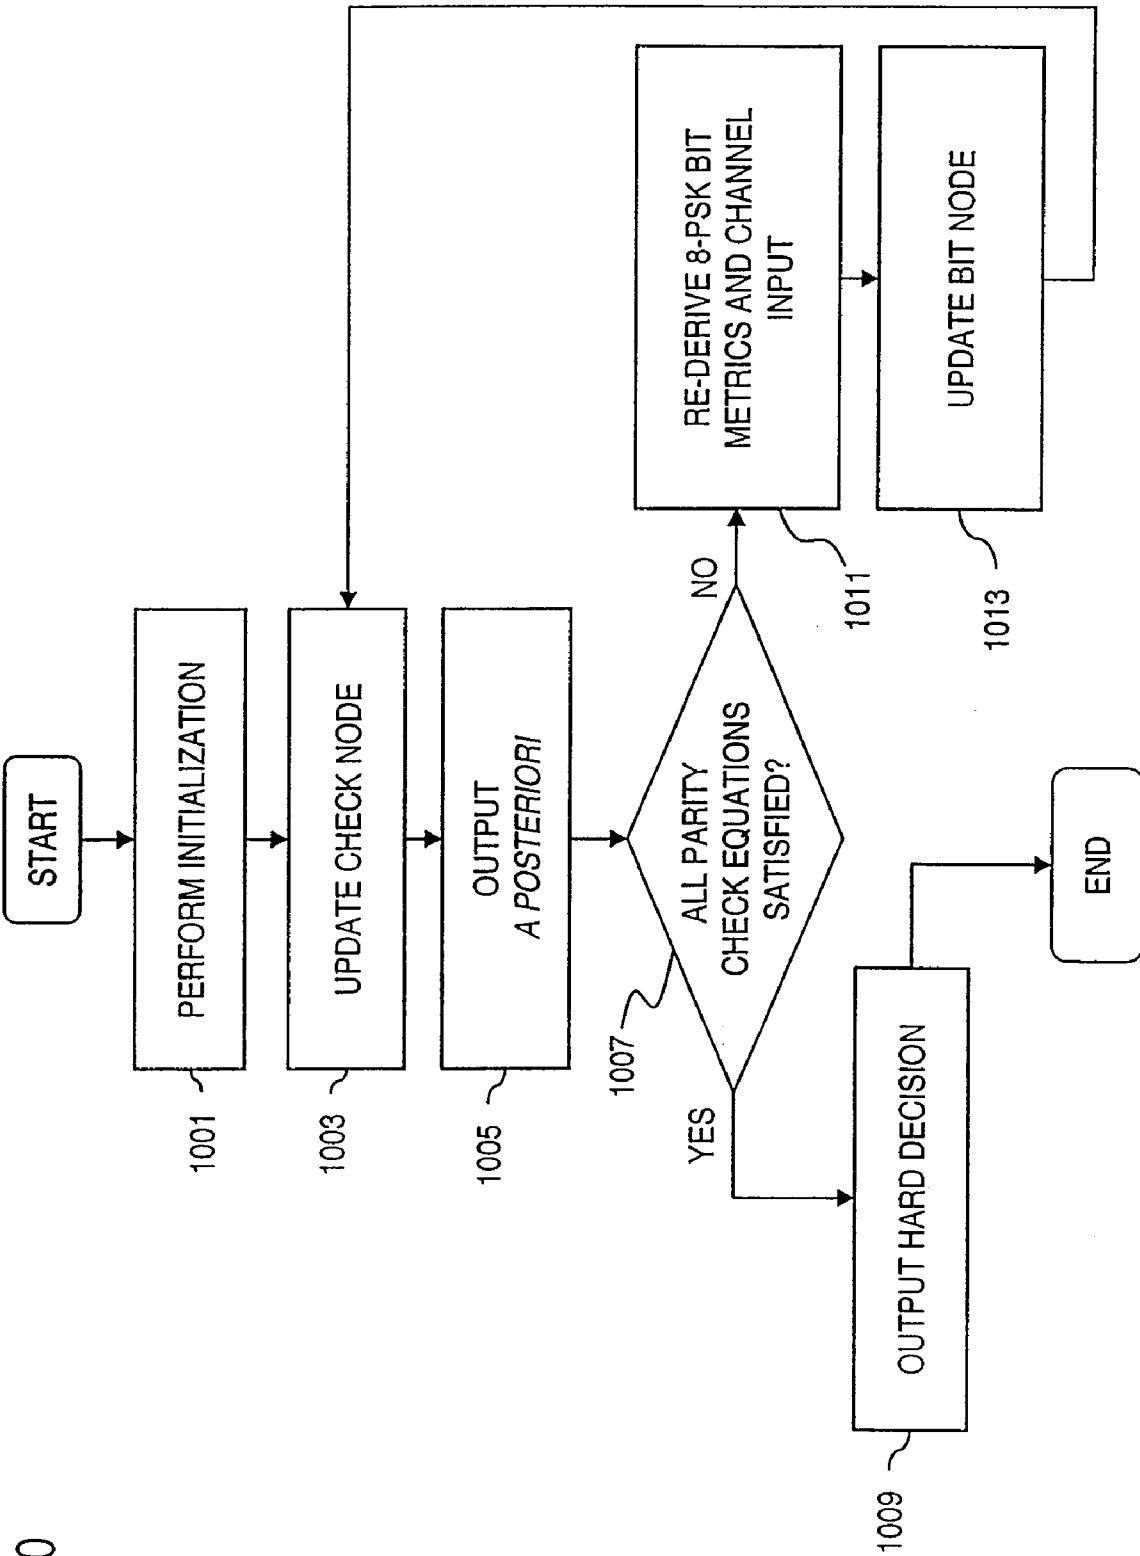 START
PERFORM INITIALIZATION
1001
UPDATE CHECK NODE
1003
OUTPUT
A POSTERIORI
1005
ALL PARITY
CHECK EQUATIONS
SATISFIED?
1007
YES
NO
RE-DERIVE 8-PSK BIT
METRICS AND CHANNEL
INPUT
1011
UPDATE BIT NODE
1013
OUTPUT HARD DECISION
1009
END
0